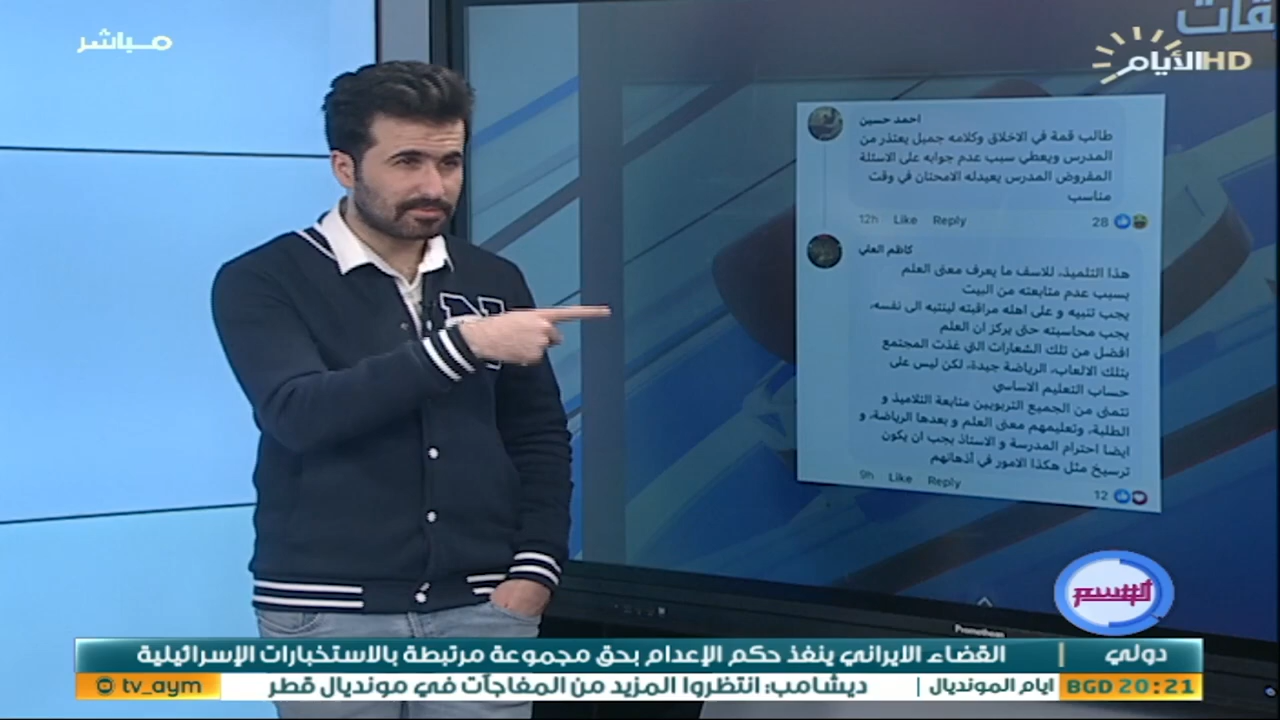 مباشر
يقات
الأيام HD
احمد حسين
طالب قمة في الاخلاق وكلامه جميل يعتذر من
المدرس ويعطي سبب عدم جوابه على الاسئلة
المفروض المدرس يعيدله الامحتان في وقت
مناسب
12h Like Reply 28
كاظم العلي
هذا التلميذ، للاسف ما يعرف معنى العلم
بسبب عدم متابعته من البيت
يجب تنبيه و على اهله مراقبته لينتبه الى نفسه،
يجب محاسبته حتى يركز ان العلم
افضل من تلك الشعارات التي غذت المجتمع
بتلك الالعاب، الرياضة جيدة، لكن ليس على
حساب التعليم الاساسي
نتمنى من الجميع التربويين متابعة التلاميذ و
الطلبة، وتعليمهم معنى العلم و بعدها الرياضة، و
ايضا احترام المدرسة و الاستاذ يجب ان يكون
ترسيخ مثل هكذا الامور في أذهانهم
9h Like Reply 12
N
Promethean
دولي | القضاء الايراني ينفذ حكم الإعدام بحق مجموعة مرتبطة بالاستخبارات الإسرائيلية
BGD 20:21 ايام المونديال | ديشامب: انتظروا المزيد من المفاجآت في مونديال قطر tv_aym